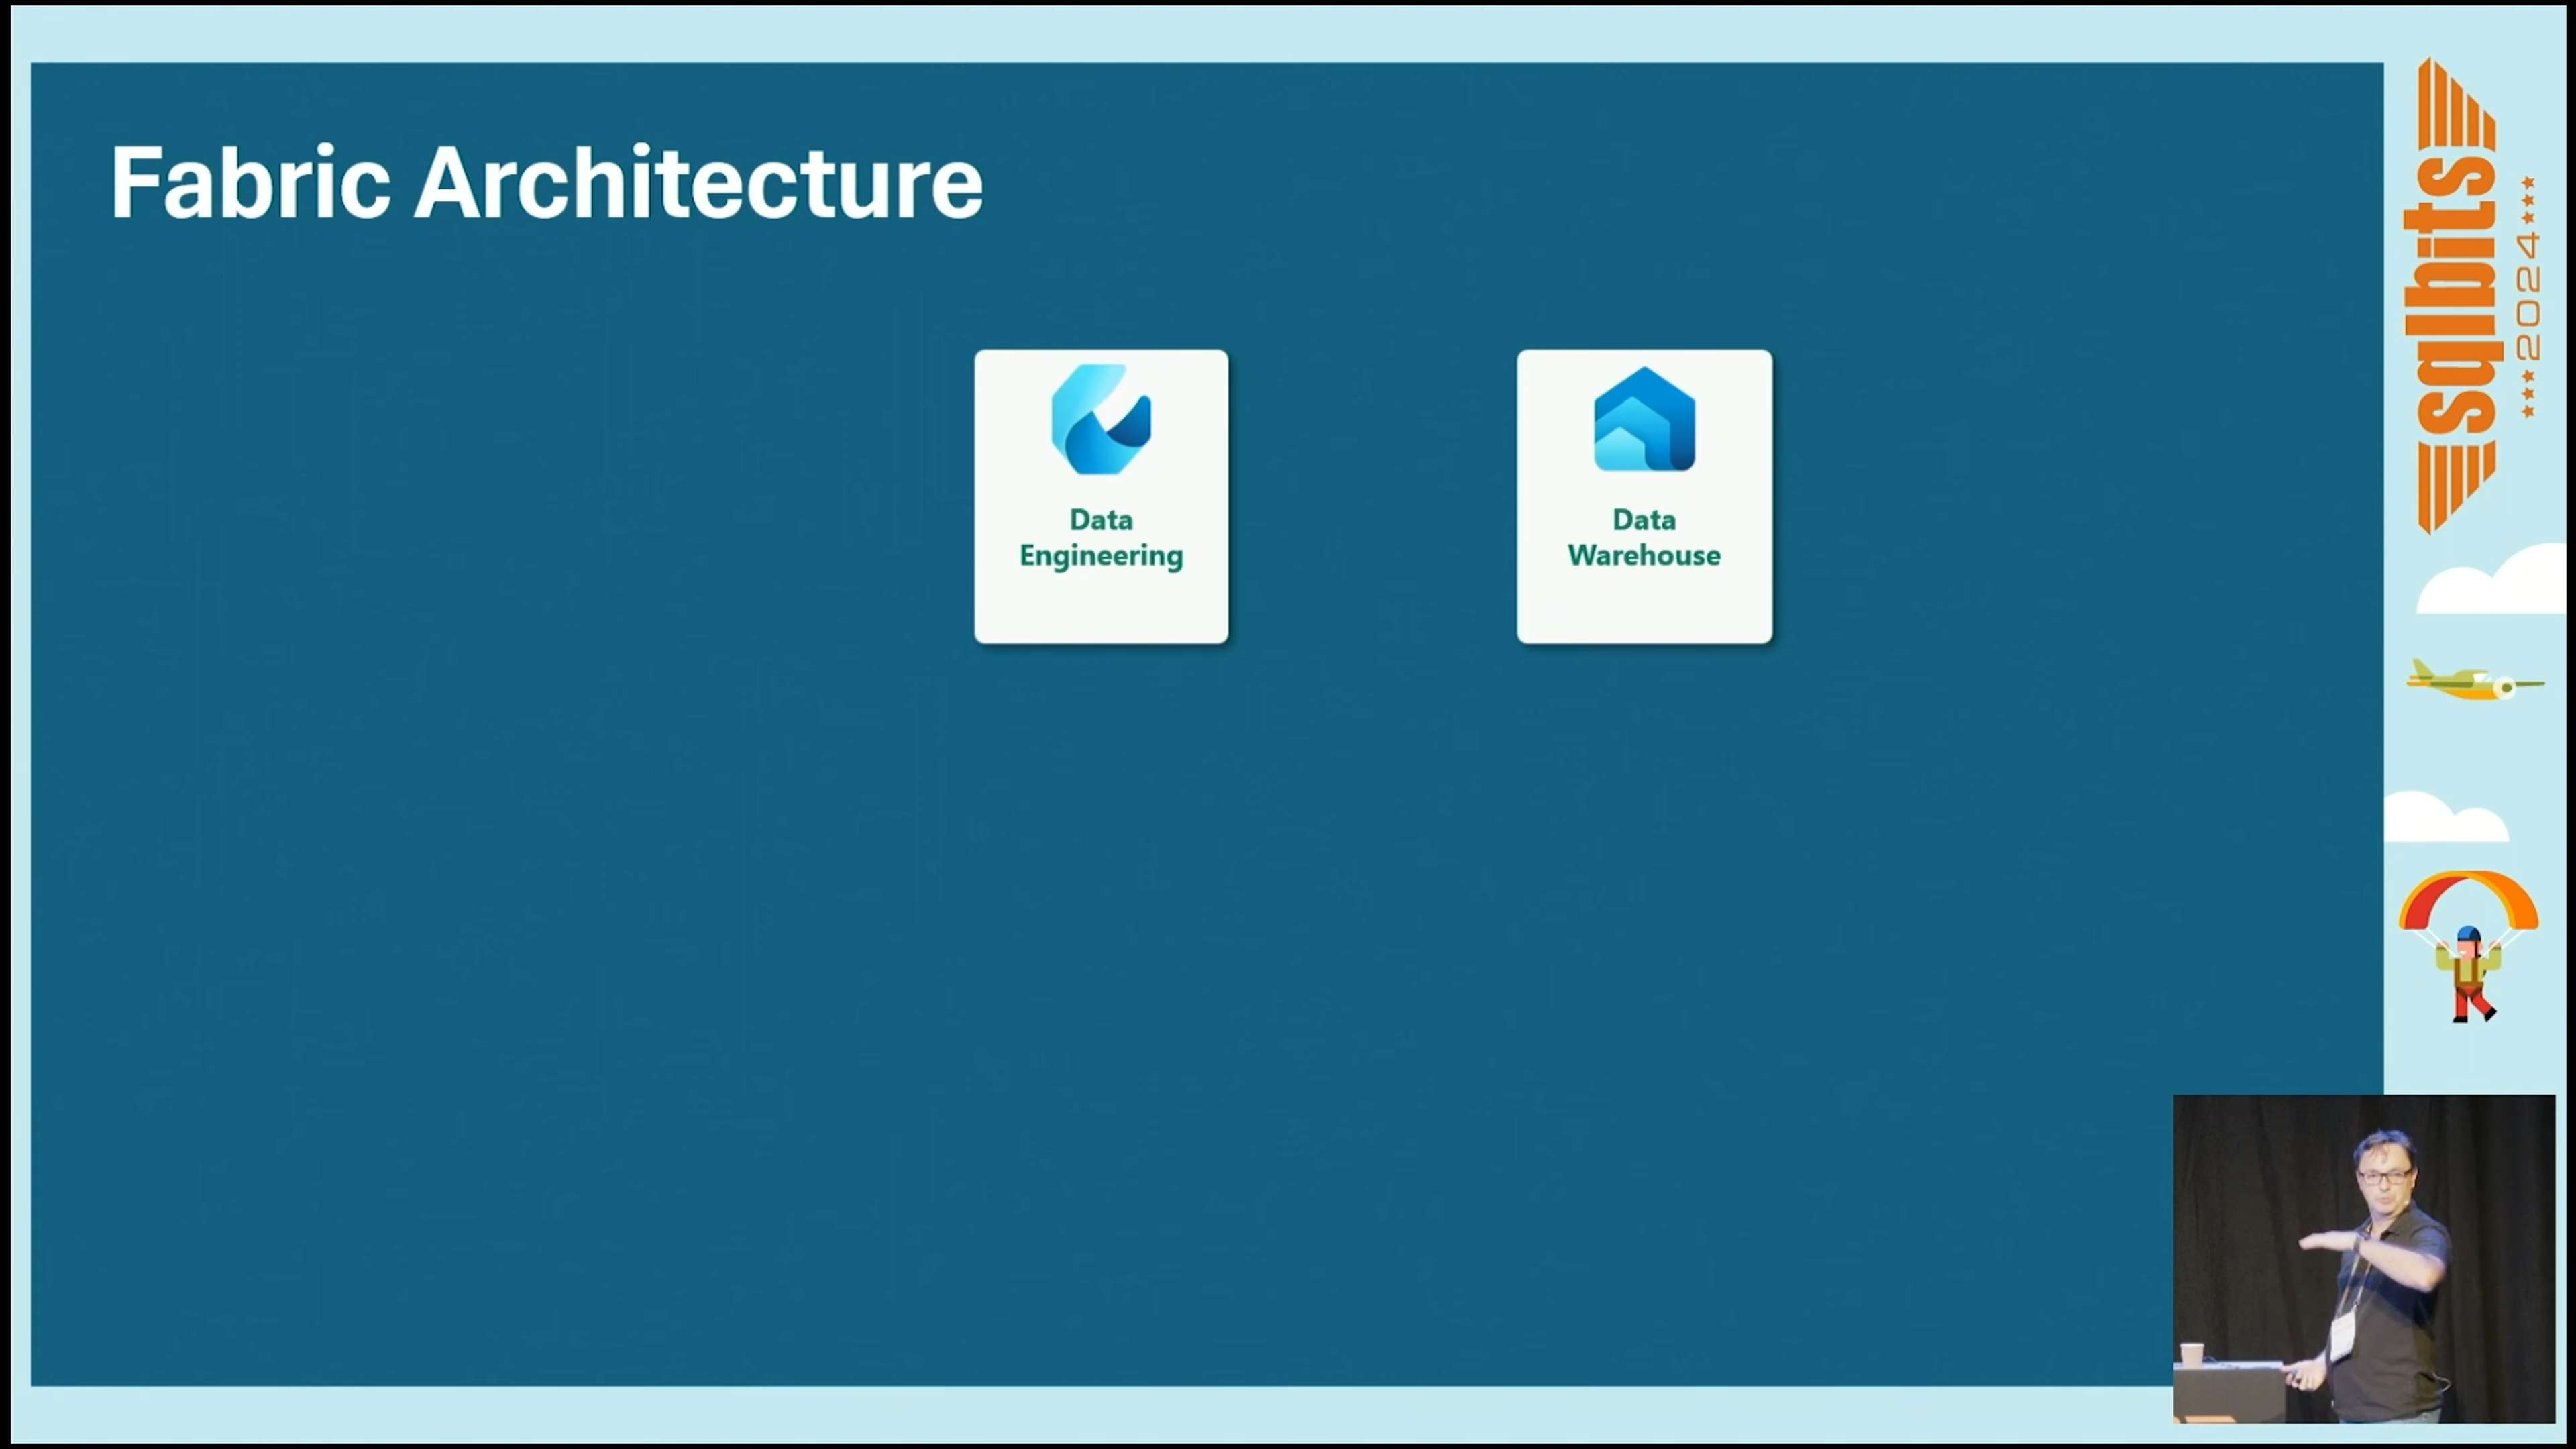 Fabric Architecture
Data
Engineering
Data
Warehouse
sqlbits
2024